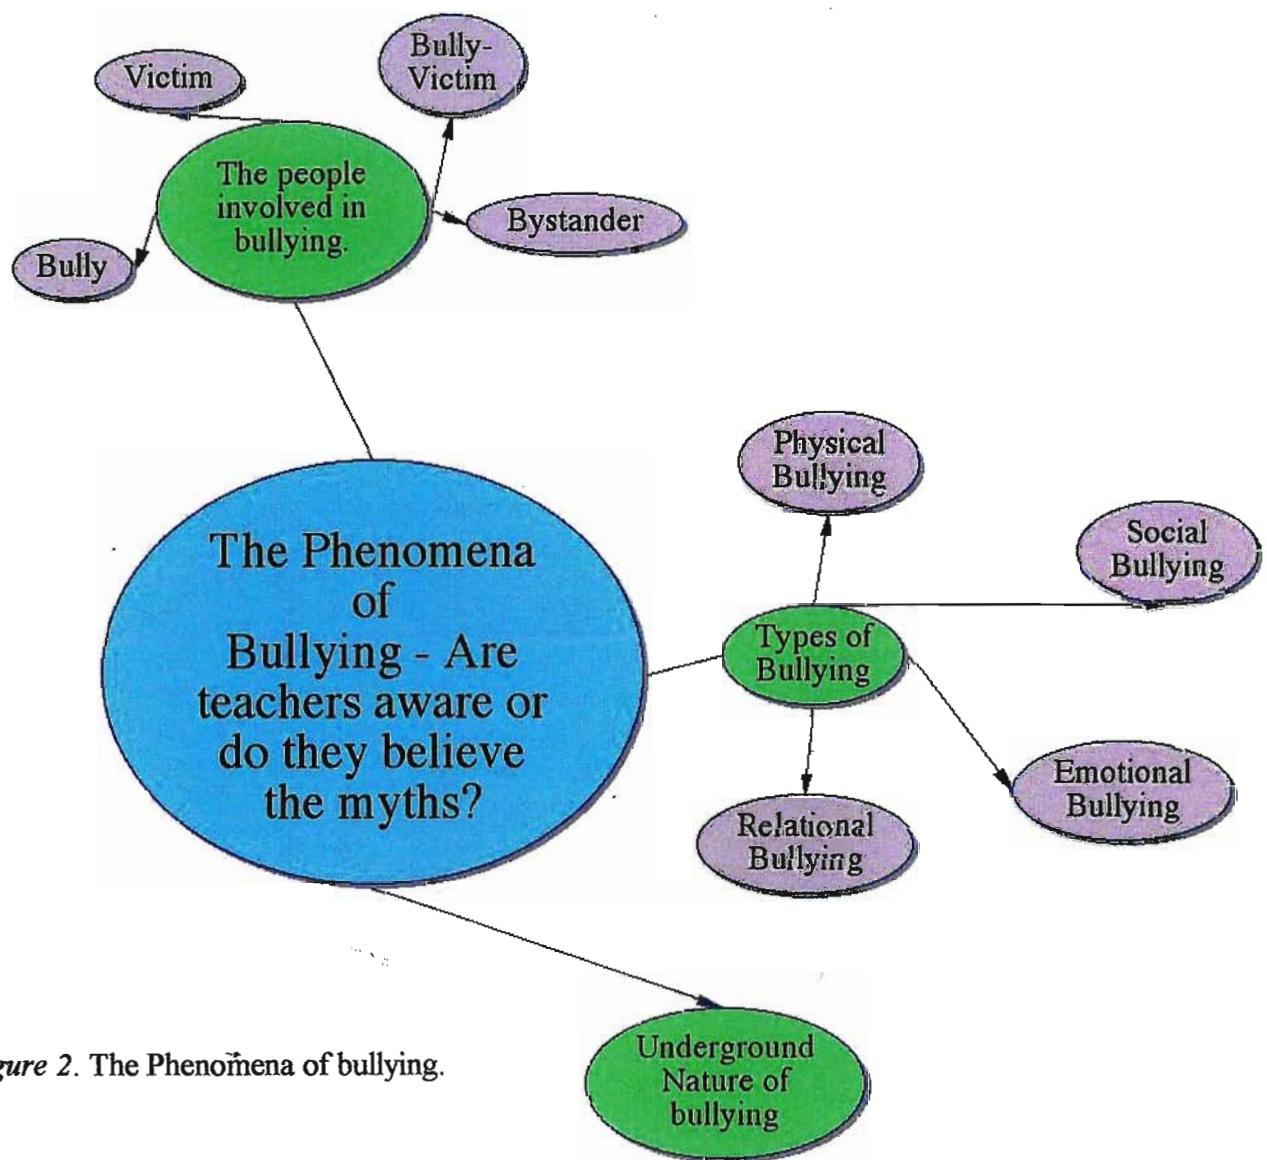 Victim
Bully-
Victim
The people
involved in
bullying.
Bystander
Bully
The Phenomena
of
Bullying - Are
teachers aware or
do they believe
the myths?
Physical
Bullying
Social
Bullying
Types of
Bullying
Emotional
Bullying
Relational
Bullying
Underground
Nature of
bullying
gure 2. The Phenomena of bullying.